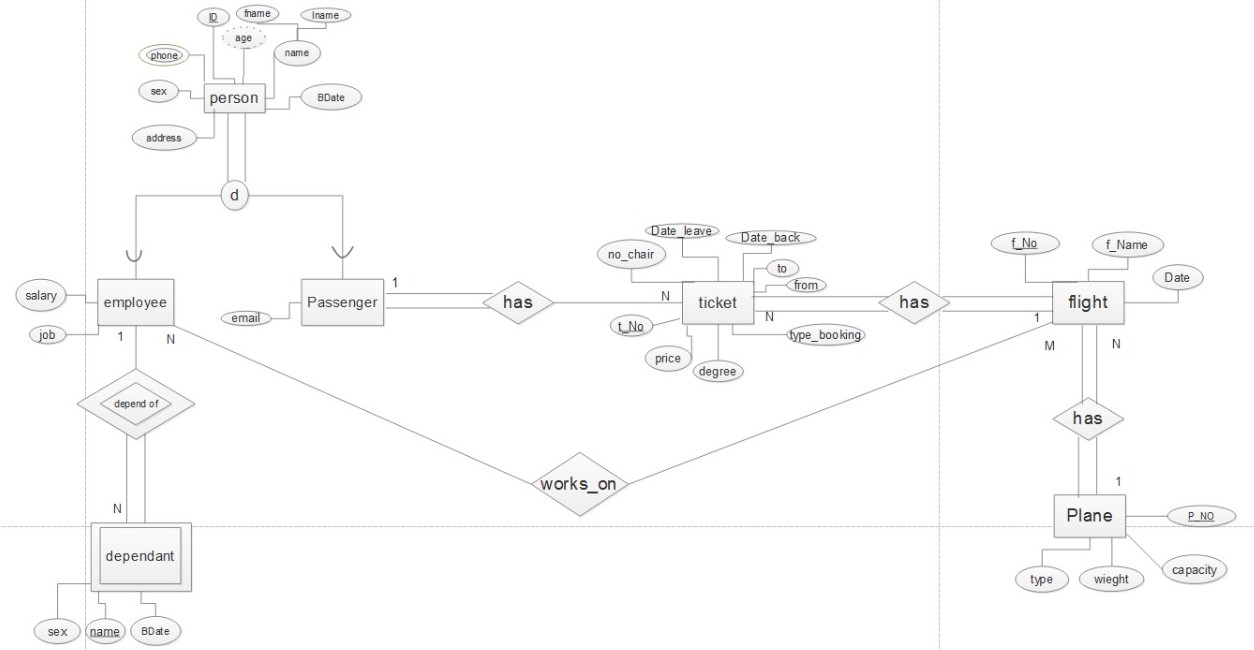 ID
fname
lname
age
name
phone
sex
person
BDate
address
d
Date_leave
Date_back
f_No
f_Name
no_chair
to
from
Date
salary
employee
Passenger
1
has
N
ticket
has
flight
N
1
email
t_No
type_booking
job
1
N
price
degree
M
N
depend of
has
works_on
1
N
Plane
P_NO
dependant
type
wieght
capacity
sex
name
BDate